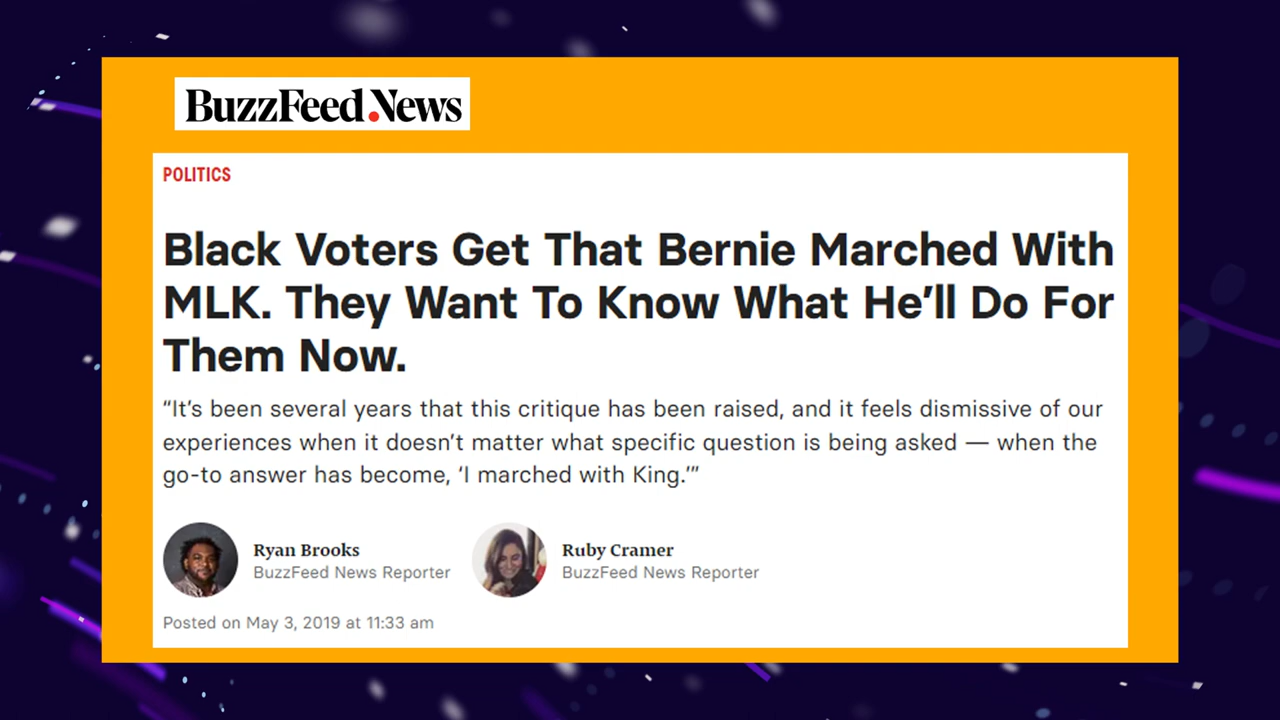 BuzzFeed.News
POLITICS
Black Voters Get That Bernie Marched With
MLK. They Want To Know What He’ll Do For
Them Now.
“It’s been several years that this critique has been raised, and it feels dismissive of our
experiences when it doesn’t matter what specific question is being asked — when the
go-to answer has become, ‘I marched with King.’”
Ryan Brooks
BuzzFeed News Reporter
Ruby Cramer
BuzzFeed News Reporter
Posted on May 3, 2019 at 11:33 am